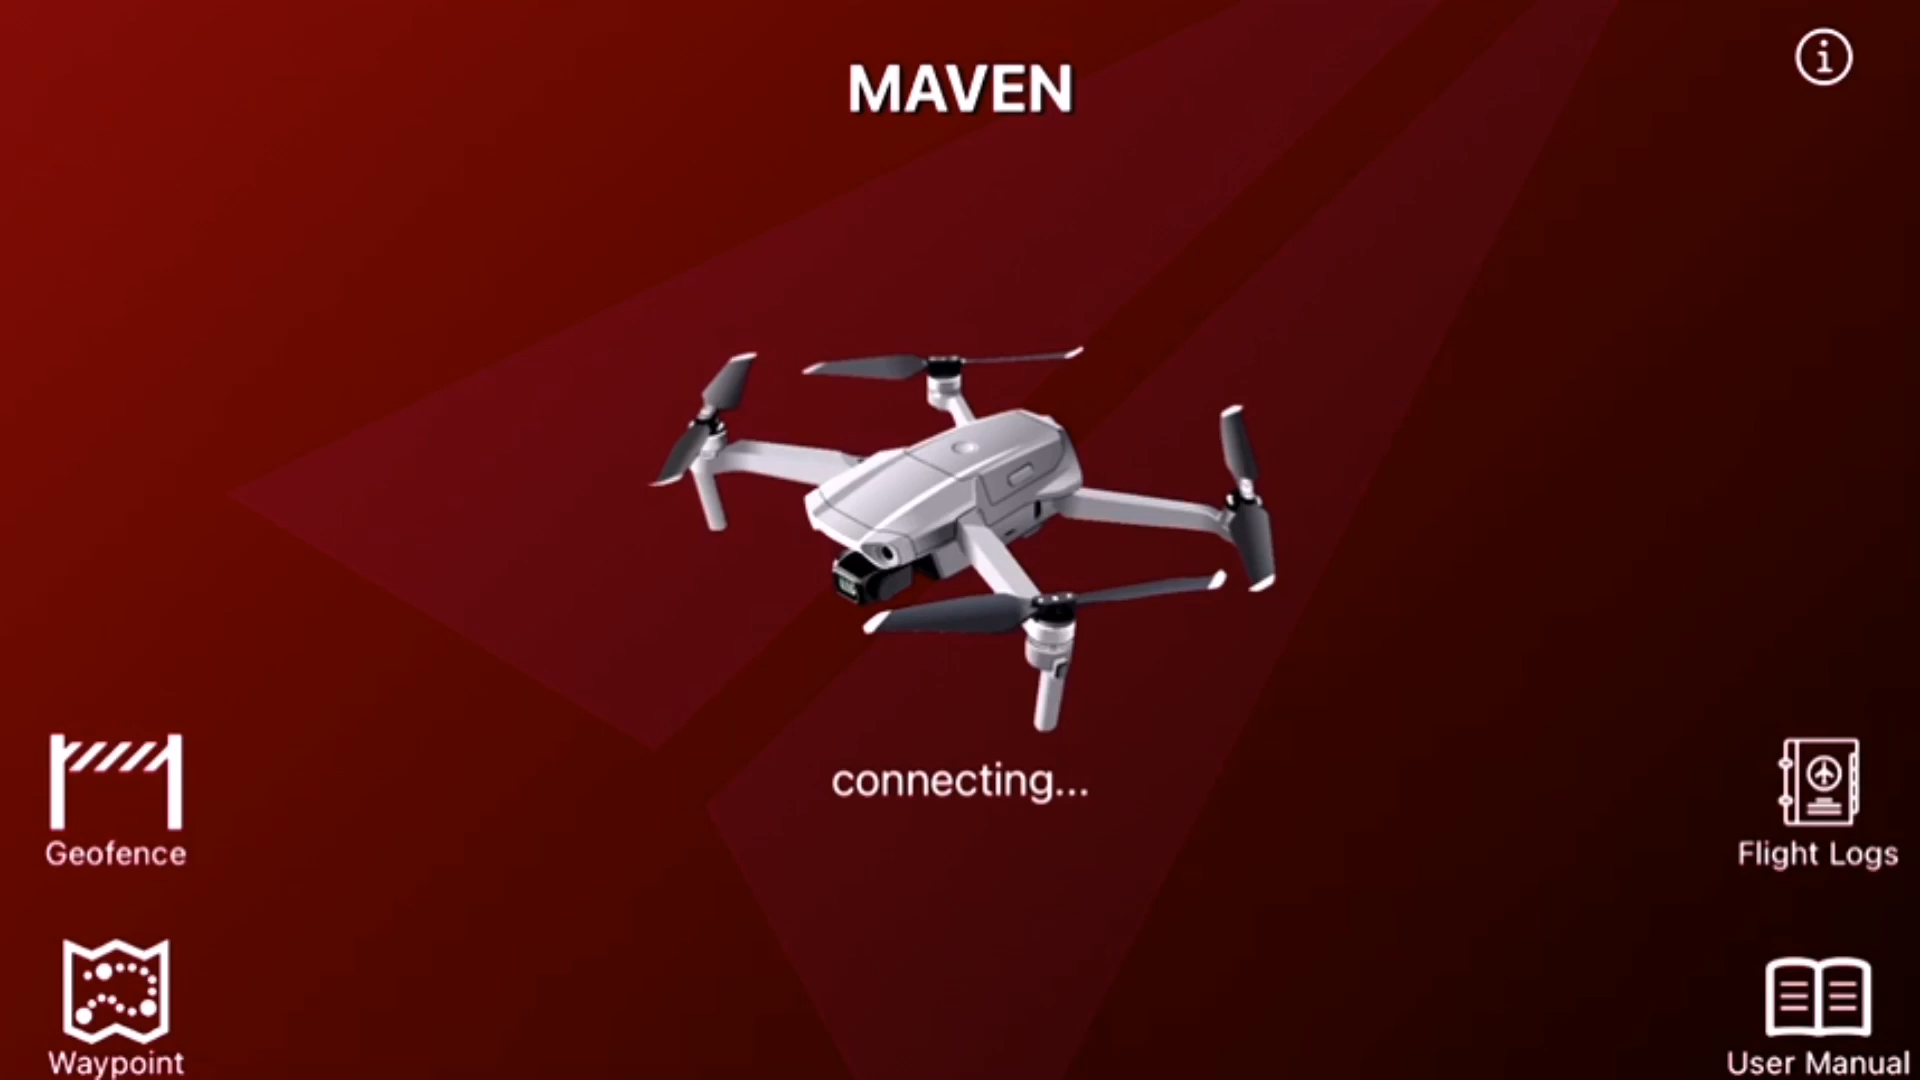 MAVEN
connecting...
Geofence
Flight Logs
Waypoint
User Manual